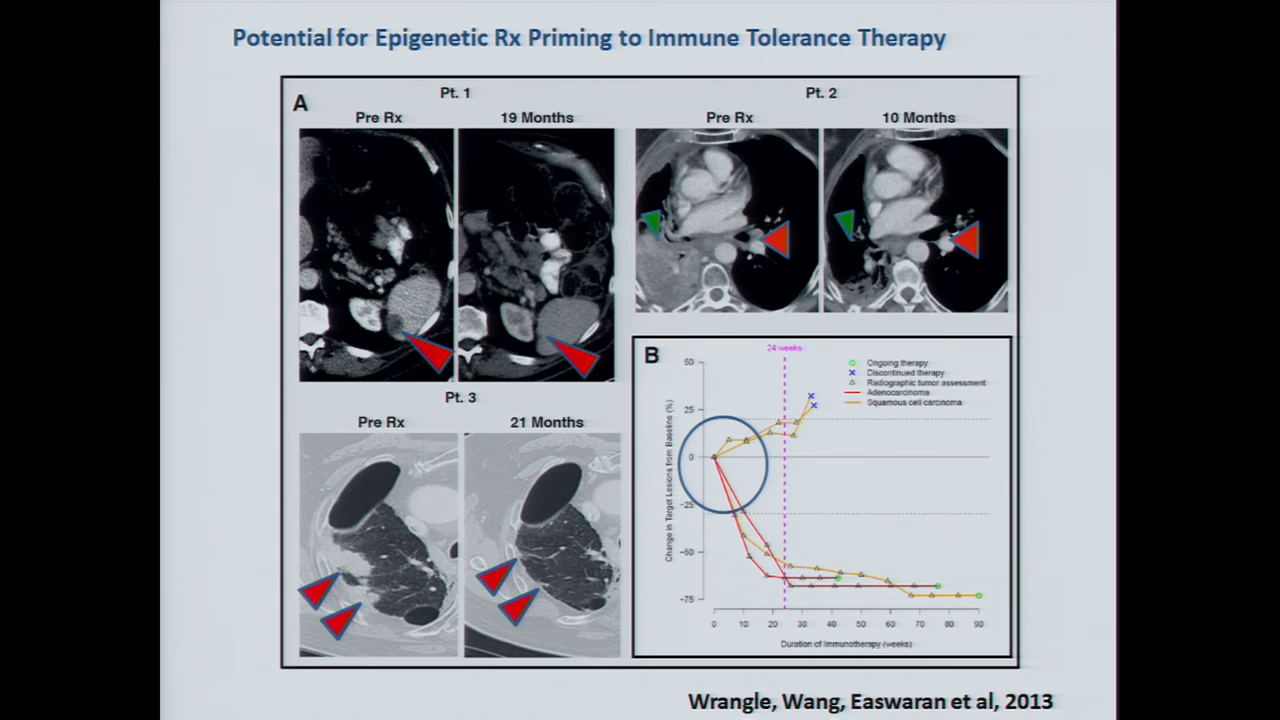 Potential for Epigenetic Rx Priming to Immune Tolerance Therapy
A
Pt. 1
Pre Rx
19 Months
Pt. 2
Pre Rx
10 Months
Pt. 3
Pre Rx
21 Months
B
24 weeks
Ongoing therapy
Discontinued therapy
Radiographic tumor assessment
Adenocarcinoma
Squamous cell carcinoma
Change in Target Lesions from Baseline (%)
50
25
0
−25
−50
−75
0 10 20 30 40 50 60 70 80 90
Duration of Immunotherapy (weeks)
Wrangle, Wang, Easwaran et al, 2013